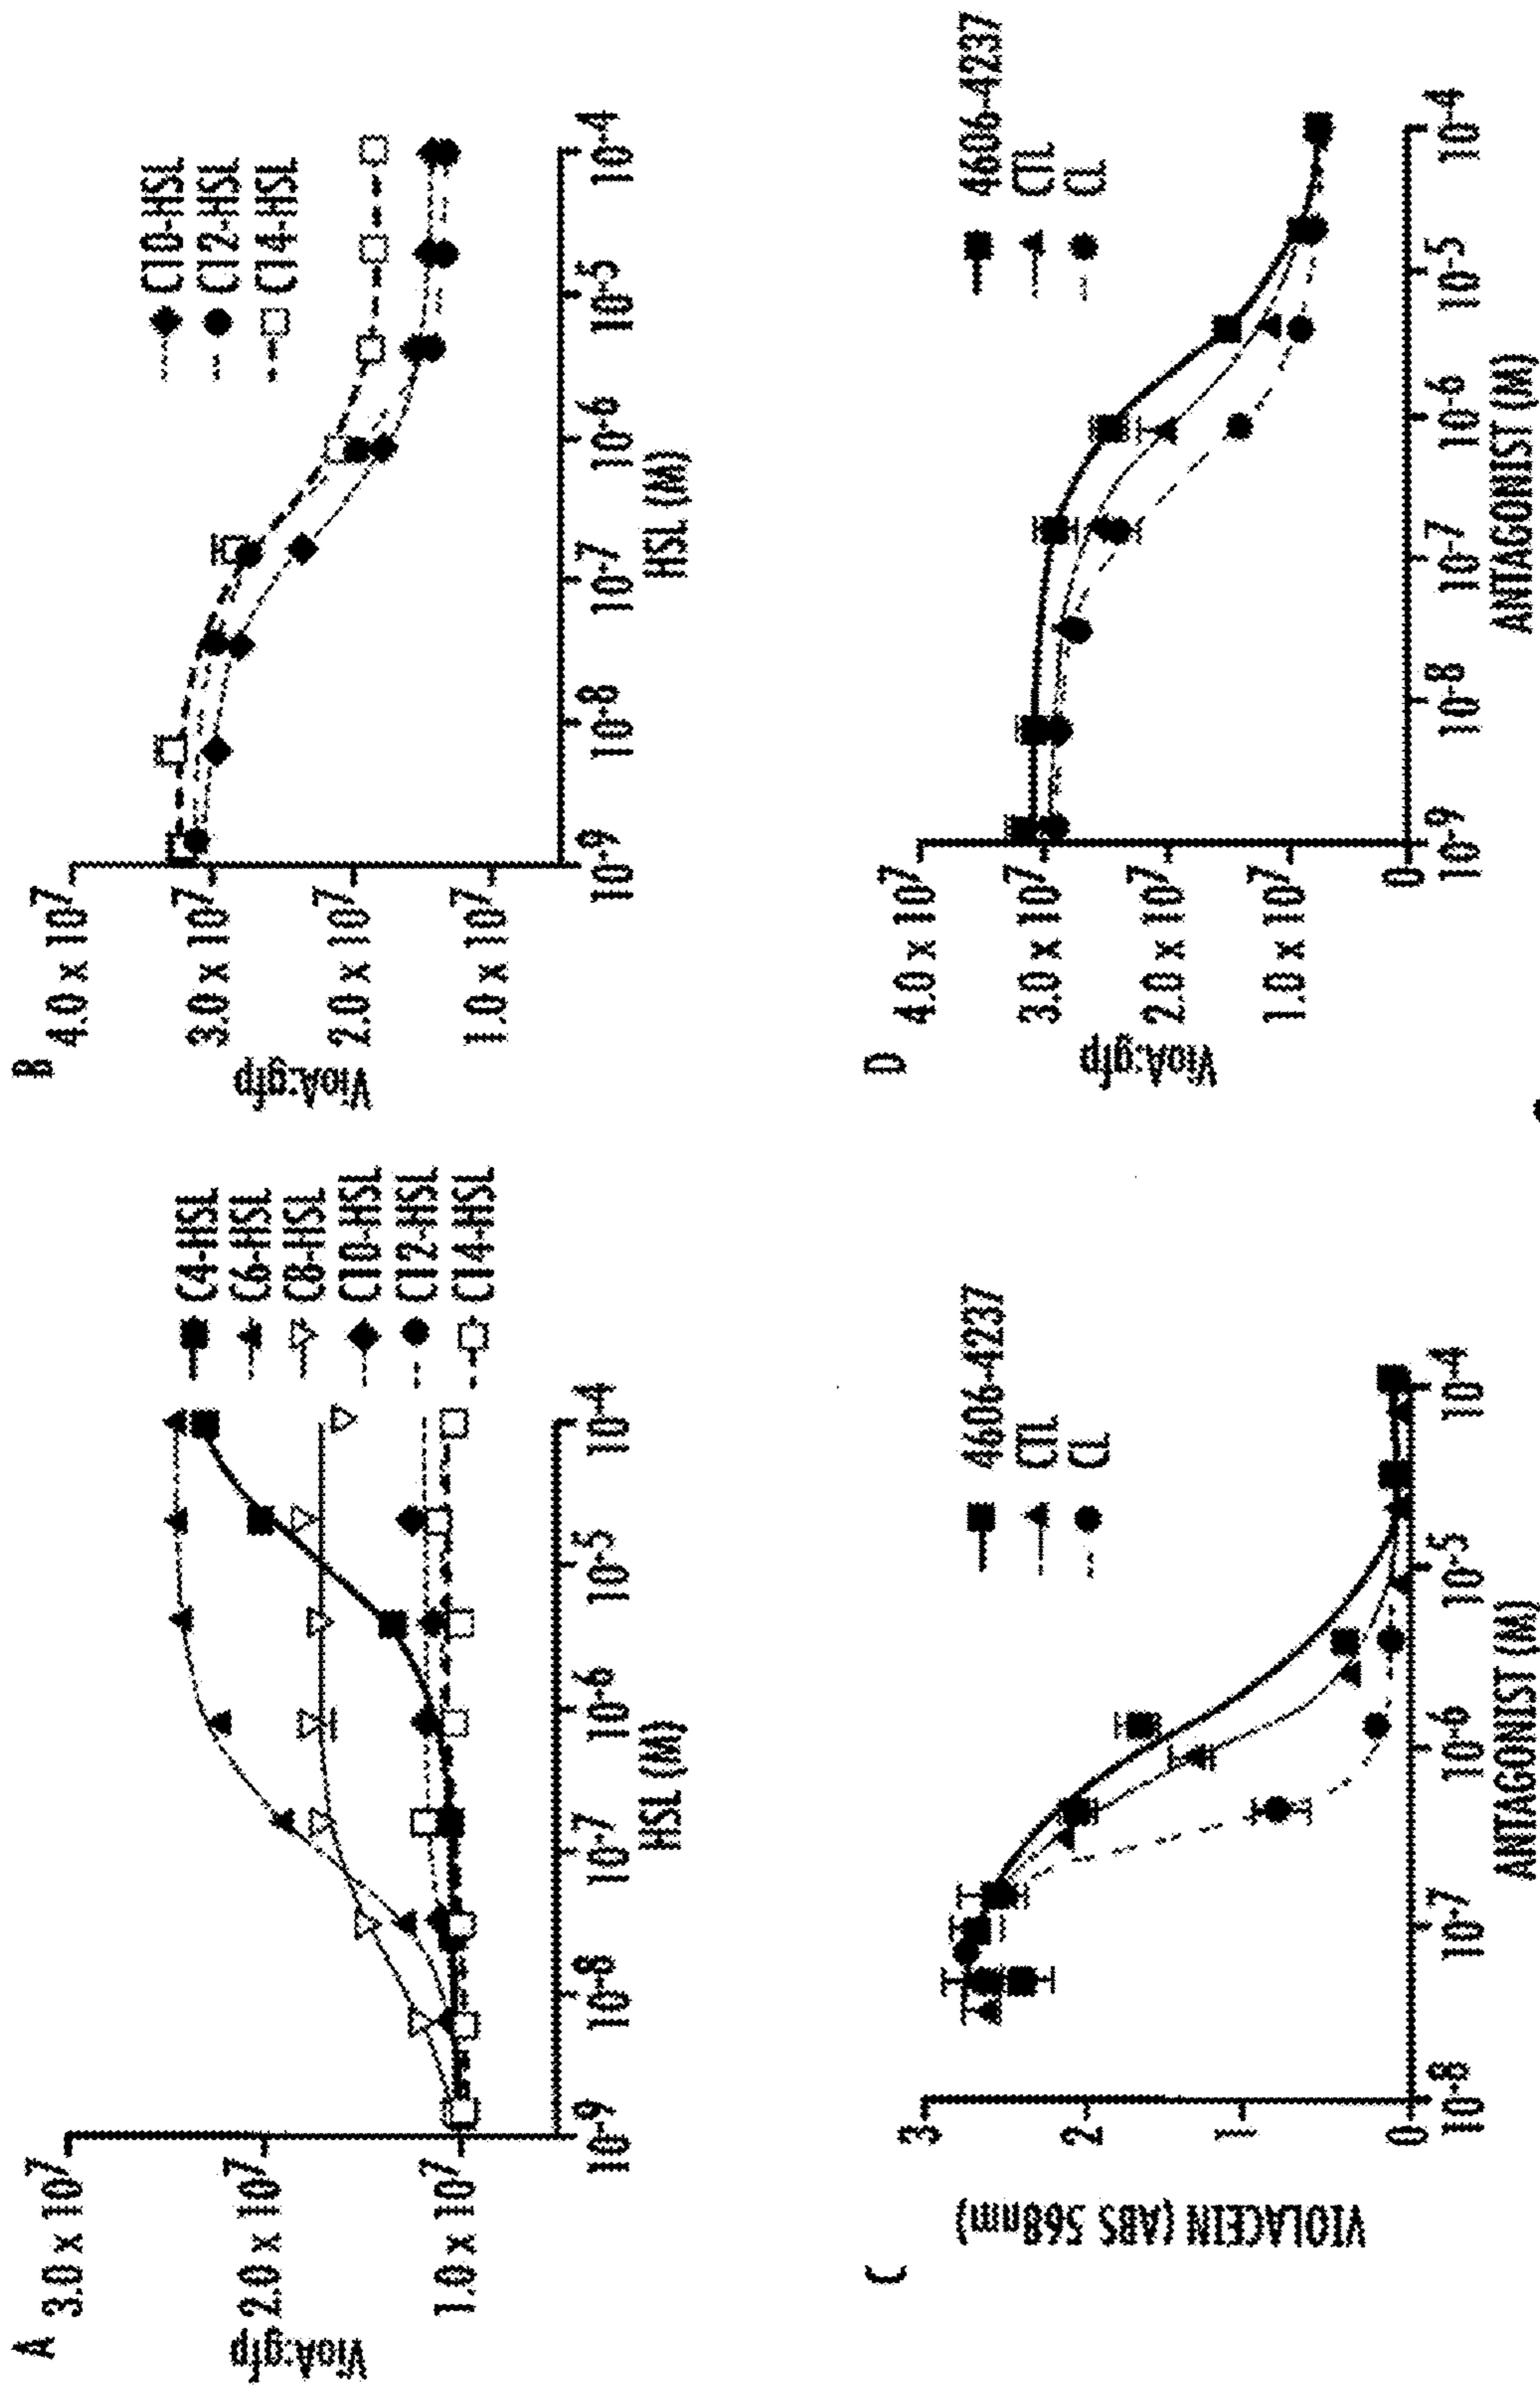 A
VioA:gfp
3.0 x 10^7
2.0 x 10^7
1.0 x 10^7
10^-9
10^-8
10^-7
10^-6
10^-5
10^-4
HSL (M)
C4-HSL
C6-HSL
C8-HSL
C10-HSL
C12-HSL
C14-HSL
B
VioA:gfp
4.0 x 10^7
3.0 x 10^7
2.0 x 10^7
1.0 x 10^7
10^-9
10^-8
10^-7
10^-6
10^-5
10^-4
HSL (M)
C10-HSL
C12-HSL
C14-HSL
C
VIOLACEIN (ABS 568nm)
3
2
1
0
10^-8
10^-7
10^-6
10^-5
10^-4
ANTAGONIST (M)
4606-4237
CTL
CL
D
VioA:gfp
4.0 x 10^7
3.0 x 10^7
2.0 x 10^7
1.0 x 10^7
0
10^-9
10^-8
10^-7
10^-6
10^-5
10^-4
ANTAGONIST (M)
4606-4237
CTL
CL